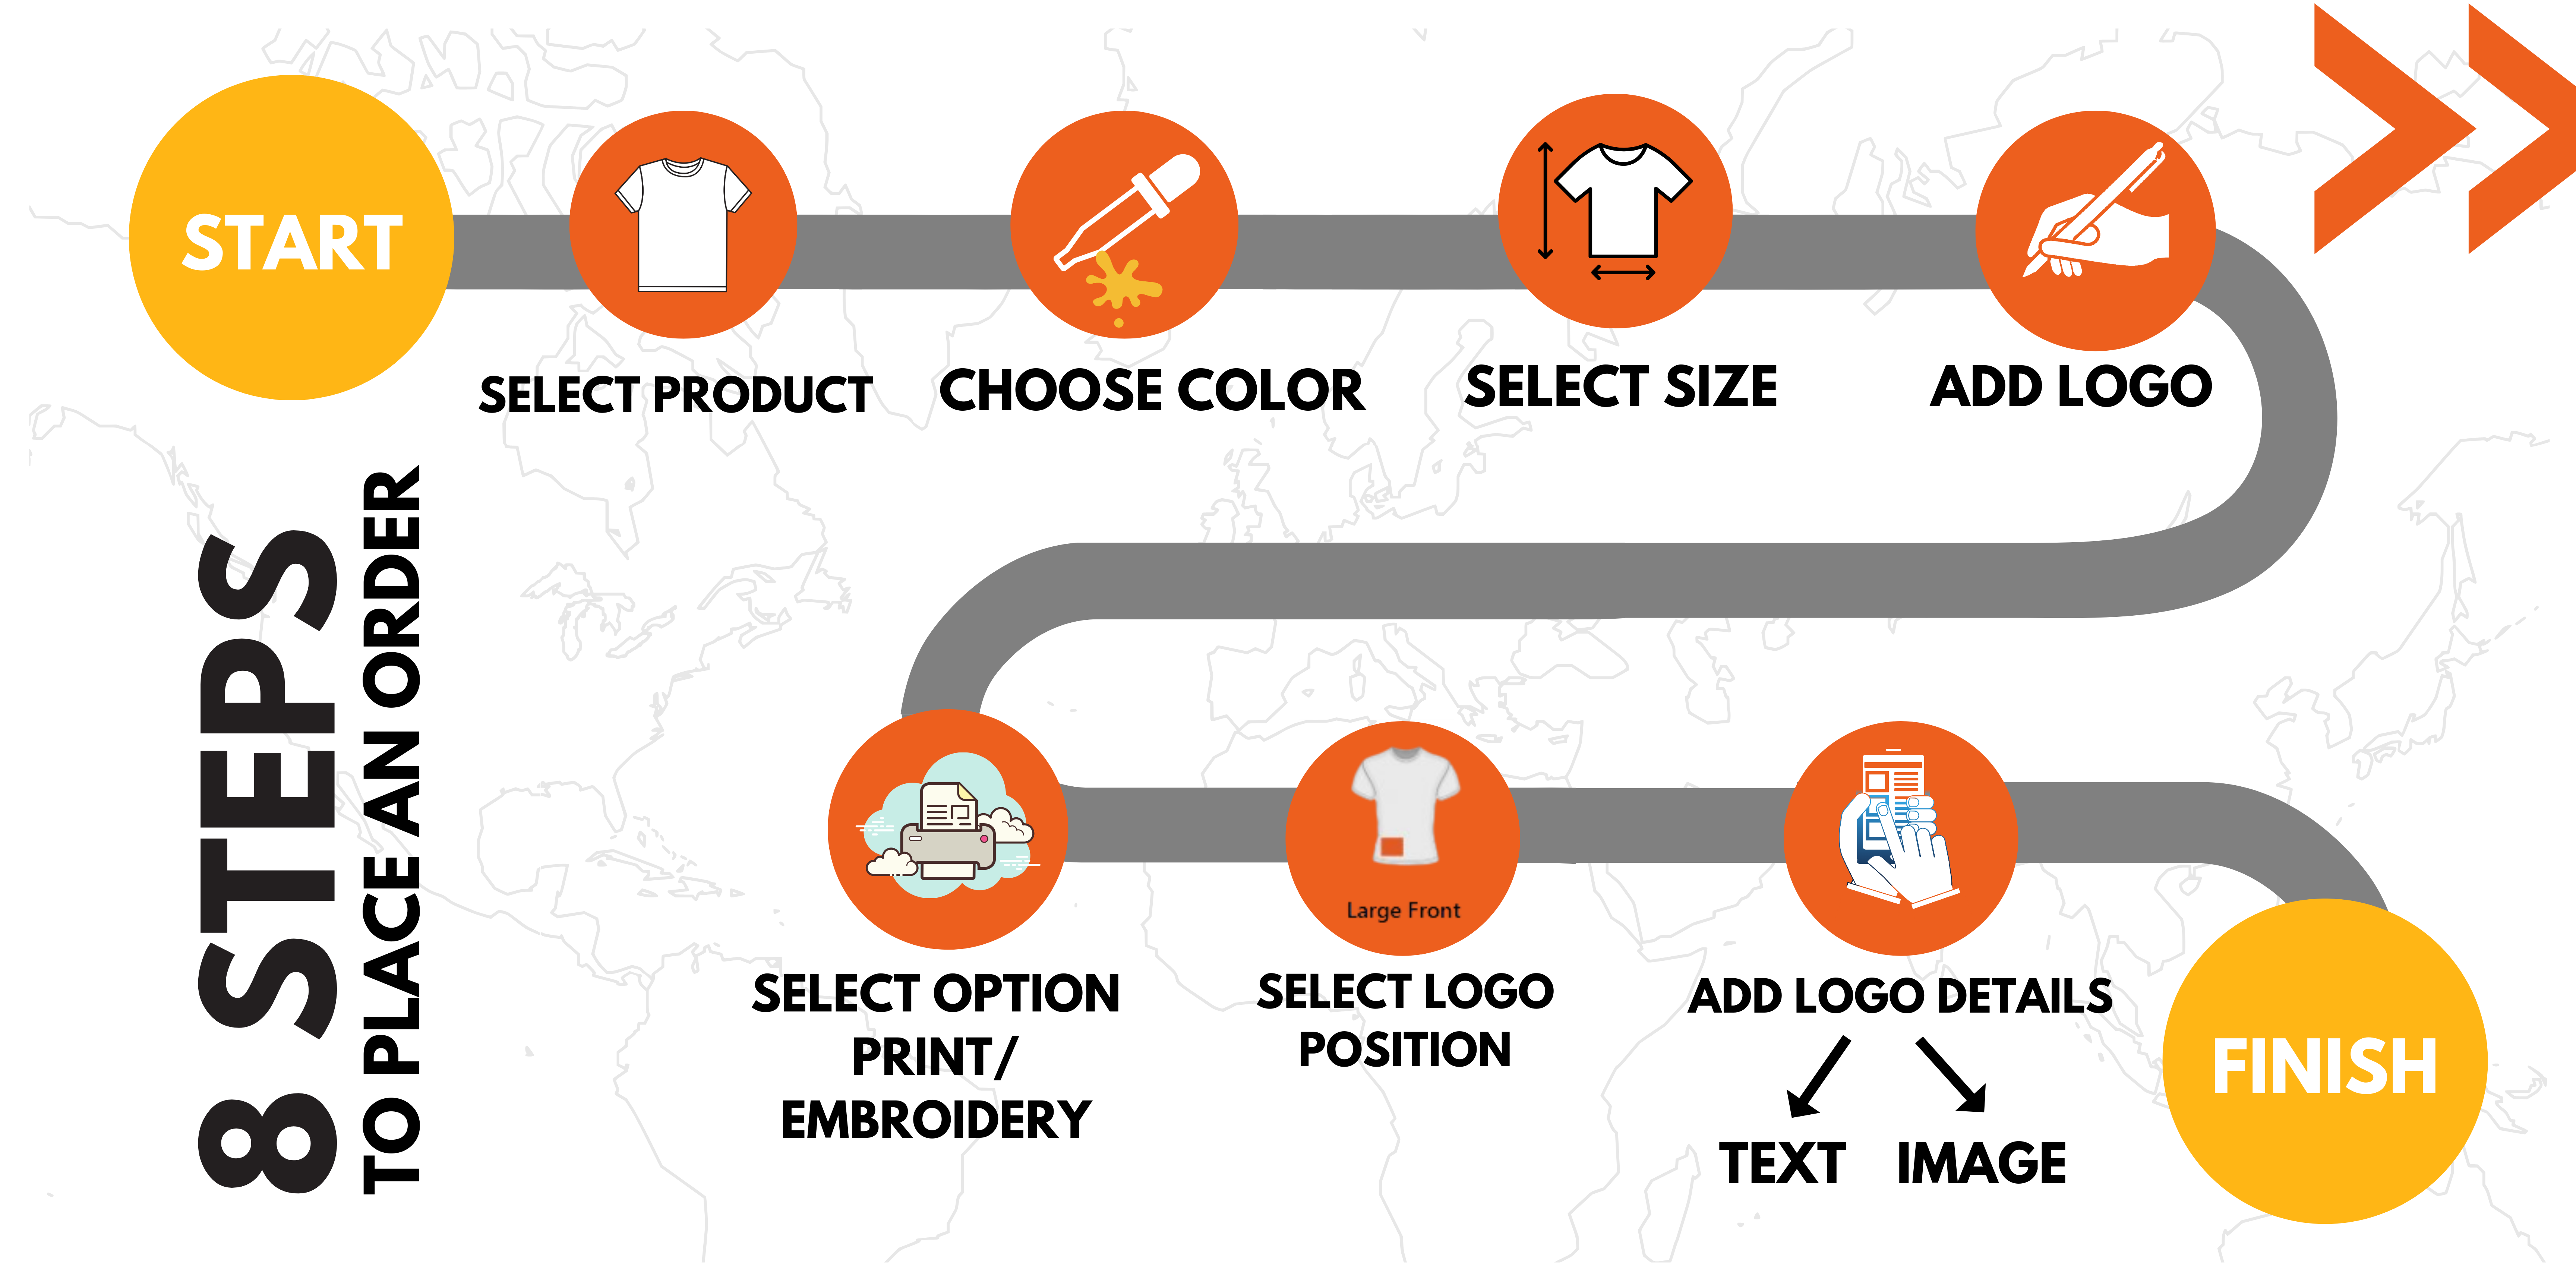 START
SELECT PRODUCT
CHOOSE COLOR
SELECT SIZE
ADD LOGO
8 STEPS
TO PLACE AN ORDER
Large Front
SELECT OPTION
PRINT/
EMBROIDERY
SELECT LOGO
POSITION
ADD LOGO DETAILS
TEXT IMAGE
FINISH